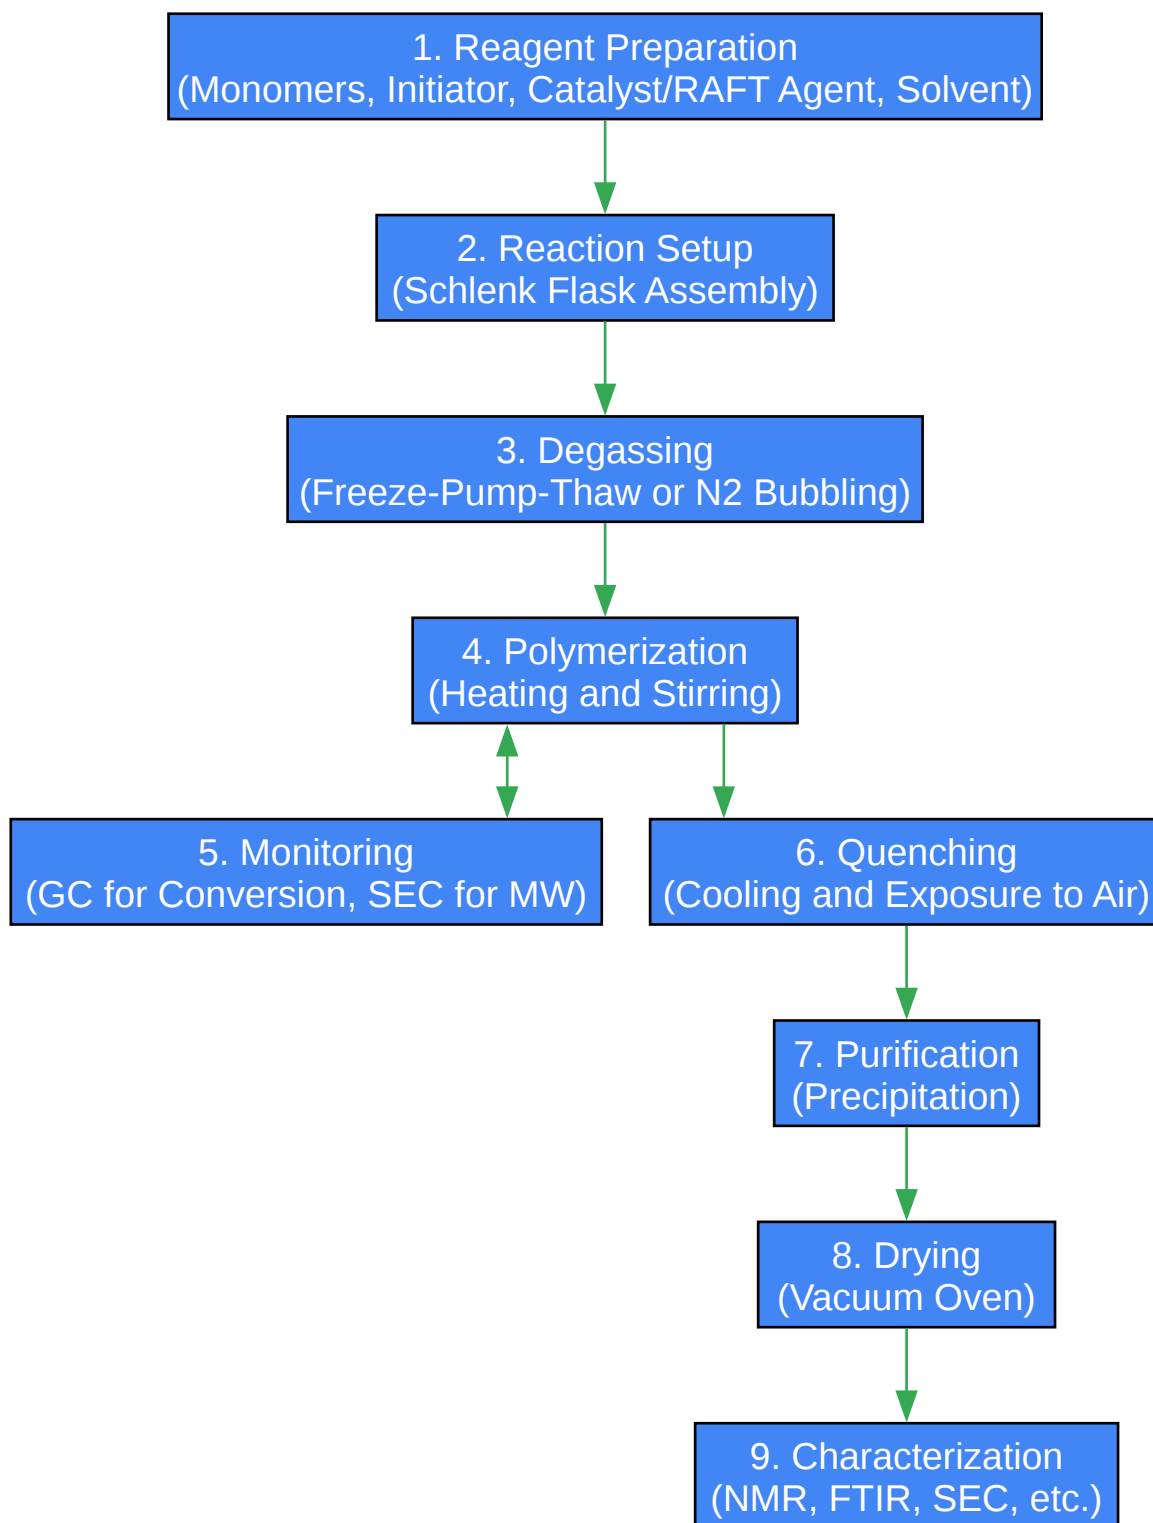 1. Reagent Preparation
(Monomers, Initiator, Catalyst/RAFT Agent, Solvent)
2. Reaction Setup
(Schlenk Flask Assembly)
3. Degassing
(Freeze-Pump-Thaw or N2 Bubbling)
4. Polymerization
(Heating and Stirring)
5. Monitoring
(GC for Conversion, SEC for MW)
6. Quenching
(Cooling and Exposure to Air)
7. Purification
(Precipitation)
8. Drying
(Vacuum Oven)
9. Characterization
(NMR, FTIR, SEC, etc.)